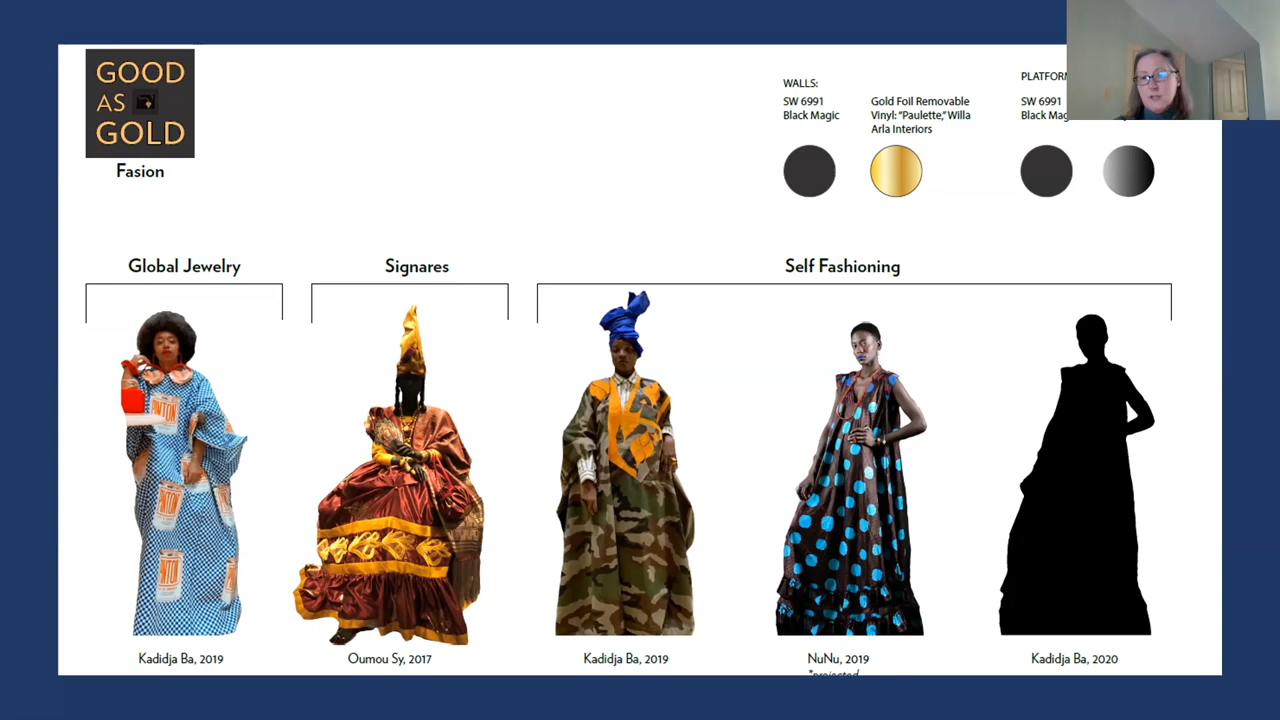 GOOD
AS
GOLD
Fasion
WALLS:
SW 6991
Black Magic
Gold Foil Removable
Vinyl: “Paulette,” Willa
Arla Interiors
SW 6991
Global Jewelry
Signares
Self Fashioning
Kadidja Ba, 2019
Oumou Sy, 2017
Kadidja Ba, 2019
NuNu, 2019
*projected
Kadidja Ba, 2020